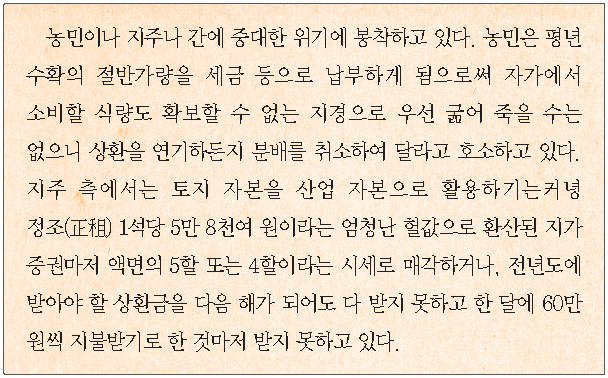 농민이나 지주나 간에 중대한 위기에 봉착하고 있다. 농민은 평년
수확의 절반가량을 세금 등으로 납부하게 됨으로써 자가에서
소비할 식량도 확보할 수 없는 지경으로 우선 굶어 죽을 수는
없으니 상환을 연기하든지 분배를 취소하여 달라고 호소하고 있다.
지주 측에서는 토지 자본을 산업 자본으로 활용하기는커녕
정조(正租) 1석당 5만 8천여 원이라는 엄청난 헐값으로 환산된 지가
증권마저 액면의 5할 또는 4할이라는 시세로 매각하거나, 전년도에
받아야 할 상환금을 다음 해가 되어도 다 받지 못하고 한 달에 60만
원씩 지불받기로 한 것마저 받지 못하고 있다.